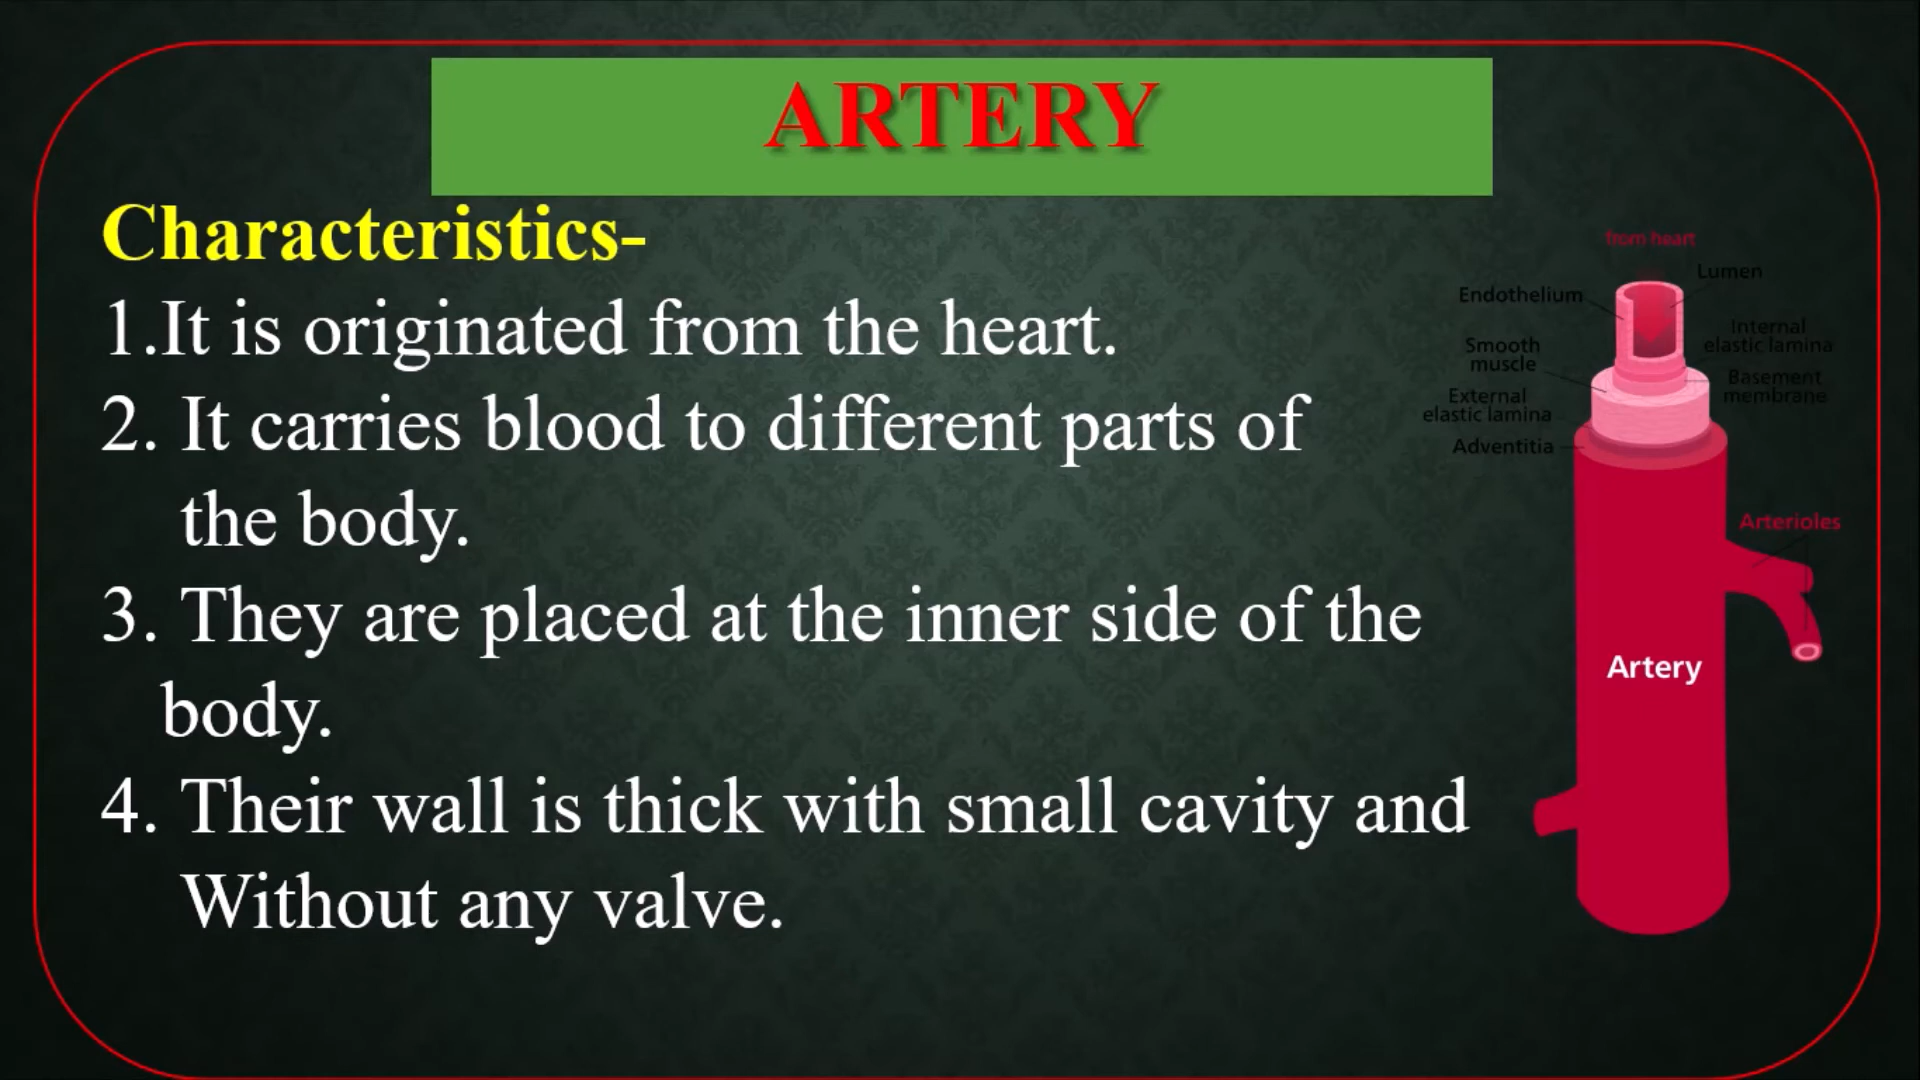 ARTERY
Characteristics-
1.It is originated from the heart.
2. It carries blood to different parts of
the body.
3. They are placed at the inner side of the
body.
4. Their wall is thick with small cavity and
Without any valve.
from heart
Lumen
Endothelium
Internal
elastic lamina
Smooth
muscle
Basement
membrane
External
elastic lamina
Adventitia
Arterioles
Artery